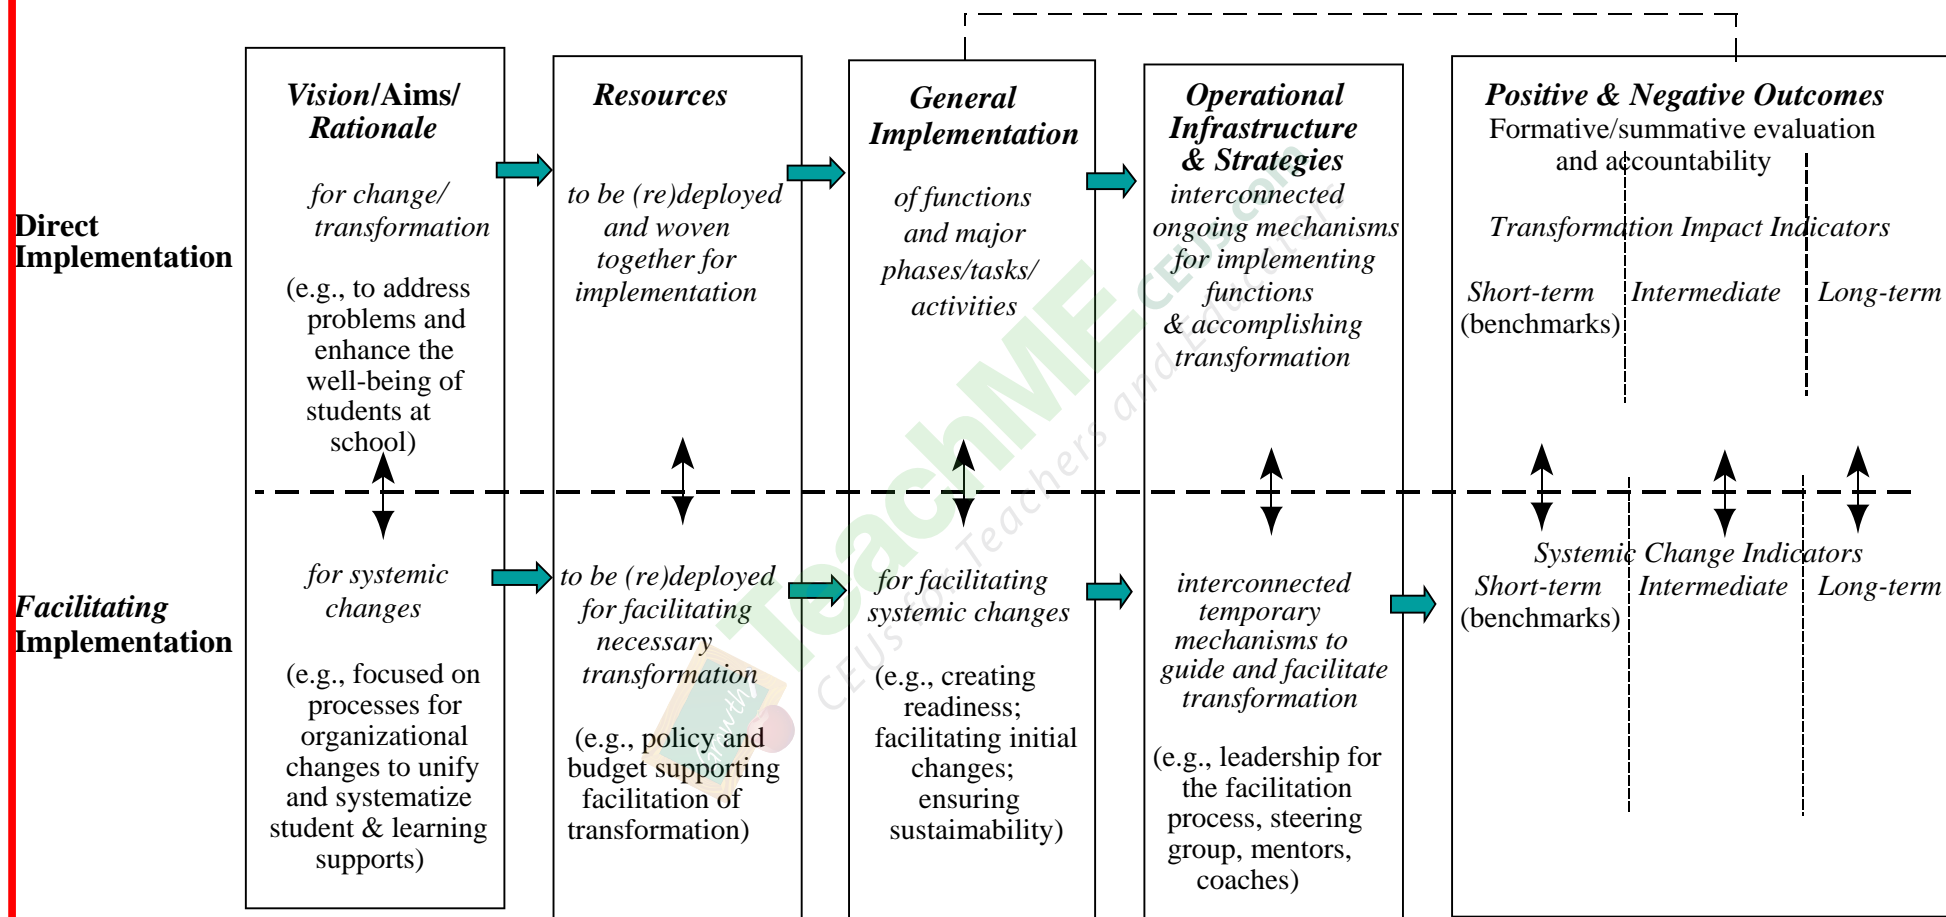 Direct
Implementation
Vision/Aims/
Rationale
for change/
transformation
(e.g., to address
problems and
enhance the
well-being of
students at
school)
Resources
to be (re)deployed
and woven
together for
implementation
General
Implementation
of functions
and major
phases/tasks/
activities
Operational
Infrastructure
& Strategies
interconnected
ongoing mechanisms
for implementing
functions
& accomplishing
transformation
Positive & Negative Outcomes
Formative/summative evaluation
and accountability
Transformation Impact Indicators
Short-term Intermediate Long-term
(benchmarks)
Facilitating
Implementation
for systemic
changes
(e.g., focused on
processes for
organizational
changes to unify
and systematize
student & learning
supports)
to be (re)deployed
for facilitating
necessary
transformation
(e.g., policy and
budget supporting
facilitation of
transformation)
for facilitating
systemic changes
(e.g., creating
readiness;
facilitating initial
changes;
ensuring
sustaimability)
interconnected
temporary
mechanisms to
guide and facilitate
transformation
(e.g., leadership for
the facilitation
process, steering
group, mentors,
coaches)
Systemic Change Indicators
Short-term Intermediate Long-term
(benchmarks)
TeachMECEUs.com
CEUs for Teachers and Educators
Growth